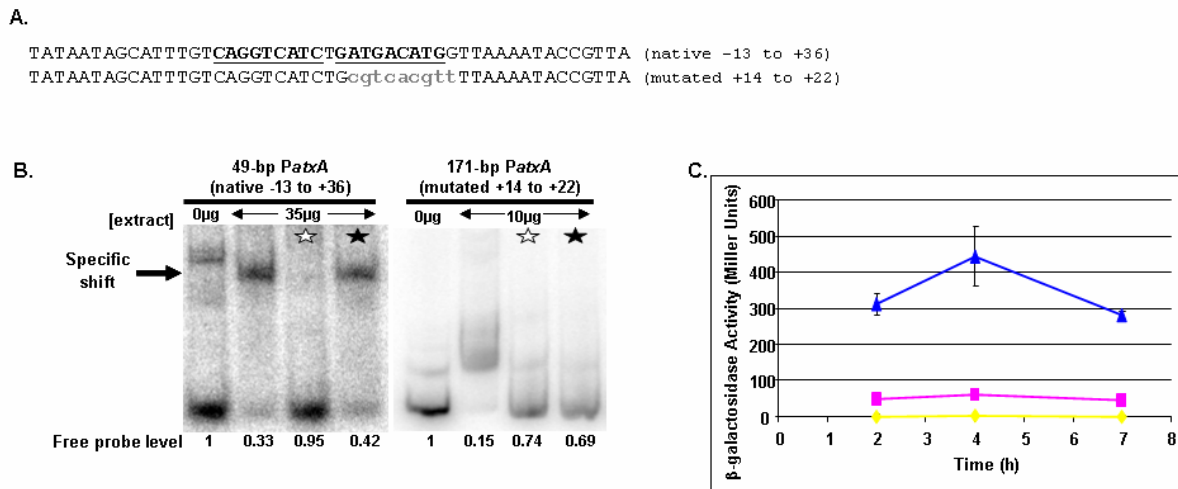 A.
TATAATAGCATTTGTCAGGTCATCTGATGACATGGTTAAAATACCGTTA (native -13 to +36)
TATAATAGCATTTGTCAGGTCATCTGcgtcacgttTTAAAATACCGTTA (mutated +14 to +22)
B.
49-bp PatxA
(native -13 to +36)
171-bp PatxA
(mutated +14 to +22)
[extract] 0µg 35µg 0µg 10µg
Specific
shift
Free probe level 1 0.33 0.95 0.42 1 0.15 0.74 0.69
C.
β-galactosidase Activity (Miller Units)
600
500
400
300
200
100
0
0 1 2 3 4 5 6 7 8
Time (h)